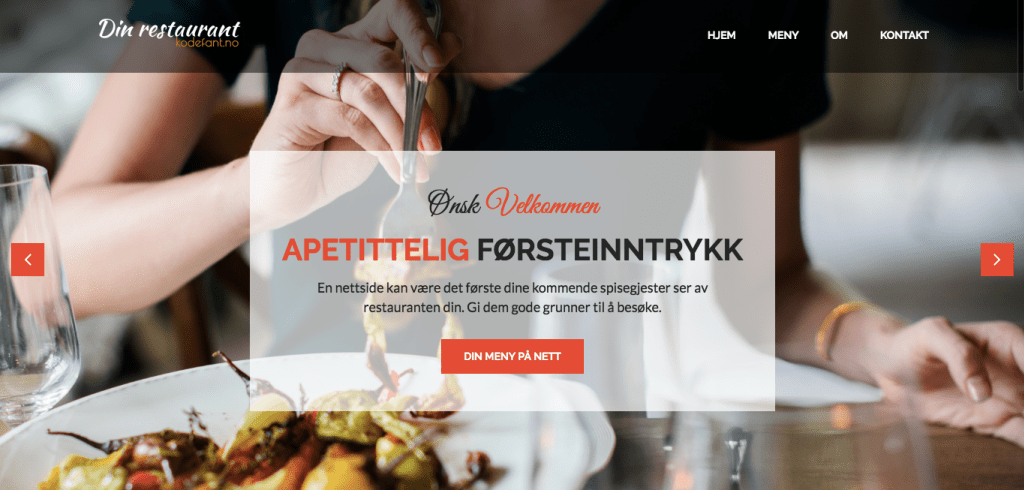 Din restaurant
kodefant.no
HJEM MENY OM KONTAKT
Ønsk Velkommen
APETITTELIG FØRSTEINNTRYKK
En nettside kan være det første dine kommende spisegjester ser av
restauranten din. Gi dem gode grunner til å besøke.
DIN MENY PÅ NETT